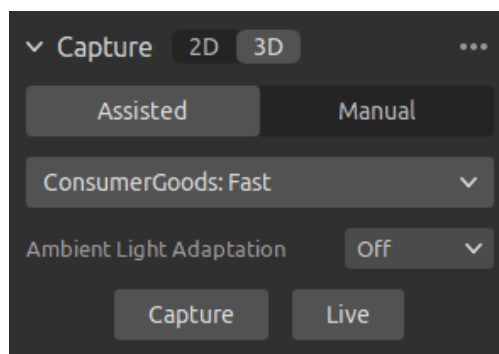 Capture 2D 3D
Assisted Manual
ConsumerGoods: Fast
Ambient Light Adaptation Off
Capture Live